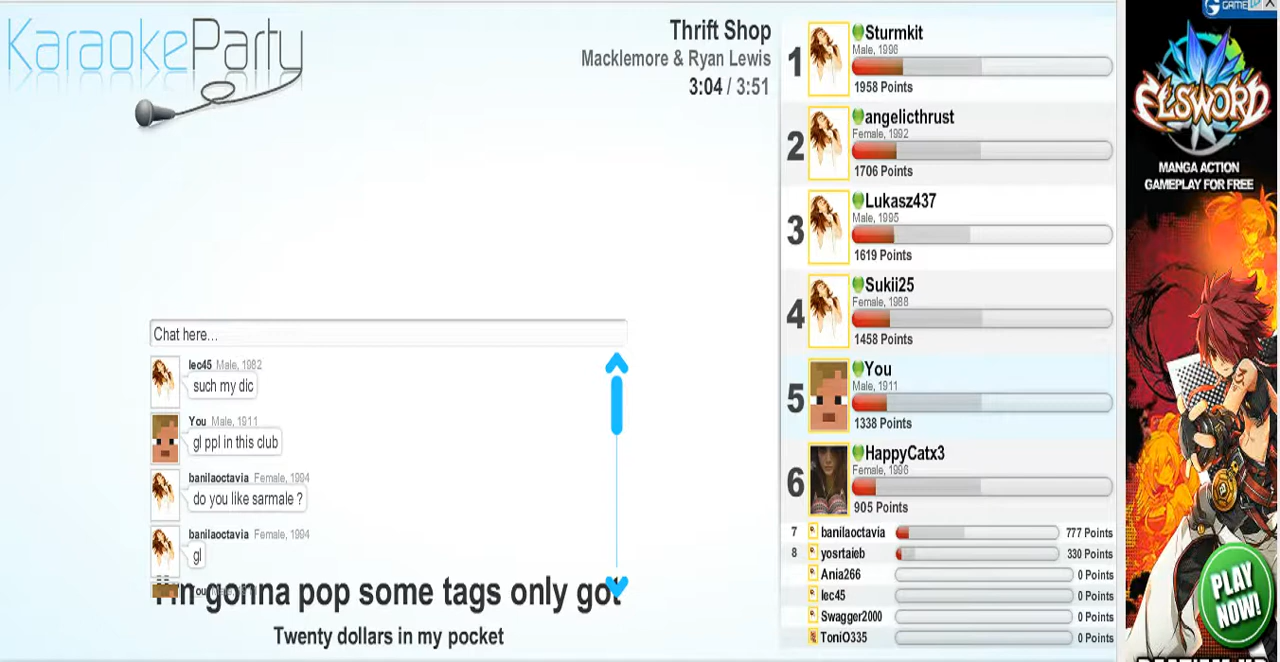 KaraokeParty
Thrift Shop
Macklemore & Ryan Lewis
3:04 / 3:51
Chat here...
lec45 Male, 1982
such my dic
You Male, 1911
gl ppl in this club
banilaoctavia Female, 1994
do you like sarmale ?
banilaoctavia Female, 1994
gl
You
I'm gonna pop some tags only got
Twenty dollars in my pocket
1
Sturmkit
Male, 1996
1958 Points
2
angelicthrust
Female, 1992
1706 Points
3
Lukasz437
Male, 1995
1619 Points
4
Sukii25
Female, 1988
1458 Points
5
You
Male, 1911
1338 Points
6
HappyCatx3
Female, 1996
905 Points
7 banilaoctavia 777 Points
8 yosrtaieb 330 Points
Ania266 0 Points
lec45 0 Points
Swagger2000 0 Points
ToniO335 0 Points
GAME
ELSWORD
MANGA ACTION
GAMEPLAY FOR FREE
PLAY
NOW!